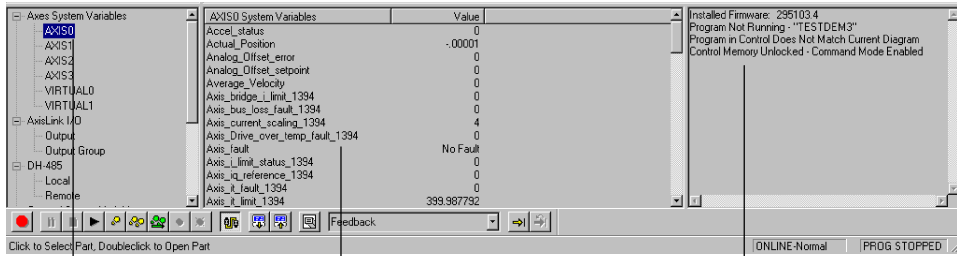 Axes System Variables
AXIS0
AXIS1
AXIS2
AXIS3
VIRTUAL0
VIRTUAL1
AxisLink I/O
Output
Output Group
DH-485
Local
Remote
AXIS0 System Variables Value
Accel_status 0
Actual_Position -.00001
Analog_Offset_error 0
Analog_Offset_setpoint 0
Average_Velocity 0
Axis_bridge_i_limit_1394 0
Axis_bus_loss_fault_1394 0
Axis_current_scaling_1394 4
Axis_Drive_over_temp_fault_1394 0
Axis_fault No Fault
Axis_i_limit_status_1394 0
Axis_iq_reference_1394 0
Axis_it_fault_1394 0
Axis_it_limit_1394 399.987792
Installed Firmware: 295103.4
Program Not Running - "TESTDEM3"
Program in Control Does Not Match Current Diagram
Control Memory Unlocked - Command Mode Enabled
Feedback
Click to Select Part, Doubleclick to Open Part
ONLINE-Normal
PROG STOPPED